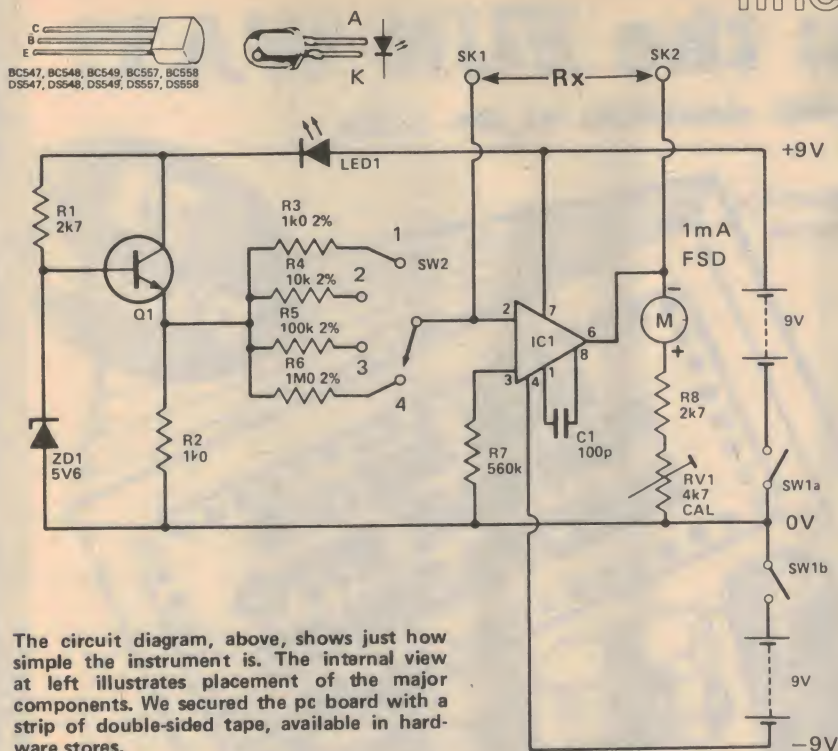 C
B
E
BC547, BC548, BC549, BC557, BC558
DS547, DS548, DS549, DS557, DS558
A
K
SK1
Rx
SK2
LED1
+9V
R1
2k7
R3
1k0 2%
1
SW2
R4
10k 2%
2
R5
100k 2%
3
R6
1M0 2%
4
Q1
2
7
IC1
6
3
4
1
8
1mA
FSD
−
M
+
9V
R8
2k7
ZD1
5V6
R2
1k0
R7
560k
C1
100p
RV1
4k7
CAL
SW1a
0V
SW1b
9V
−9V
The circuit diagram, above, shows just how
simple the instrument is. The internal view
at left illustrates placement of the major
components. We secured the pc board with a
strip of double-sided tape, available in hard-
ware stores.